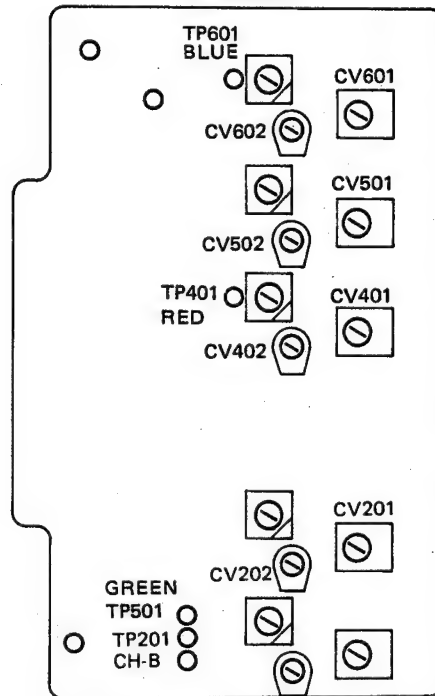 TP601
BLUE
CV601
CV602
CV501
CV502
TP401
RED
CV401
CV402
CV201
CV202
GREEN
TP501
TP201
CH-B